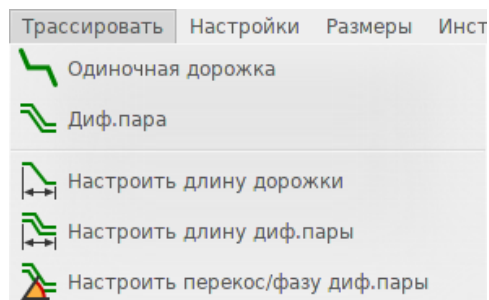 Трассировать Настройки Размеры Инст
Одиночная дорожка
Диф.пара
Настроить длину дорожки
Настроить длину диф.пары
Настроить перекос/фазу диф.пары